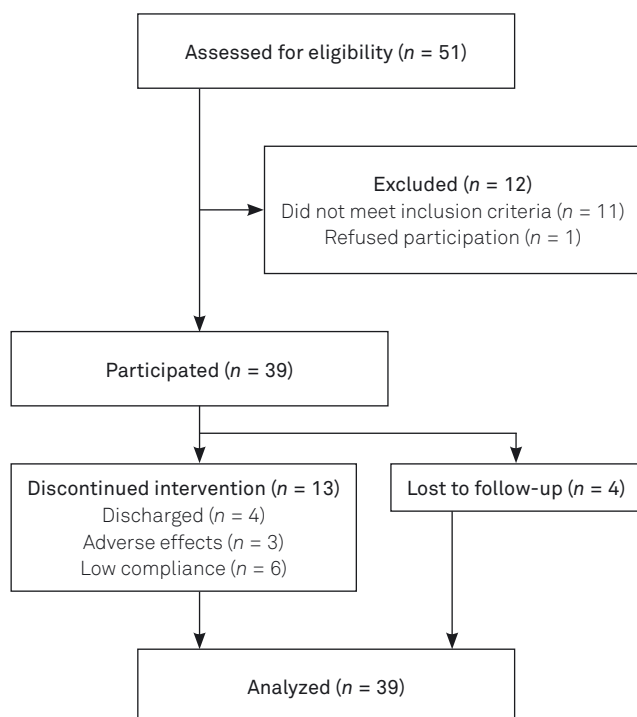 Assessed for eligibility (n = 51)
Excluded (n = 12)
Did not meet inclusion criteria (n = 11)
Refused participation (n = 1)
Participated (n = 39)
Discontinued intervention (n = 13)
Discharged (n = 4)
Adverse effects (n = 3)
Low compliance (n = 6)
Lost to follow-up (n = 4)
Analyzed (n = 39)